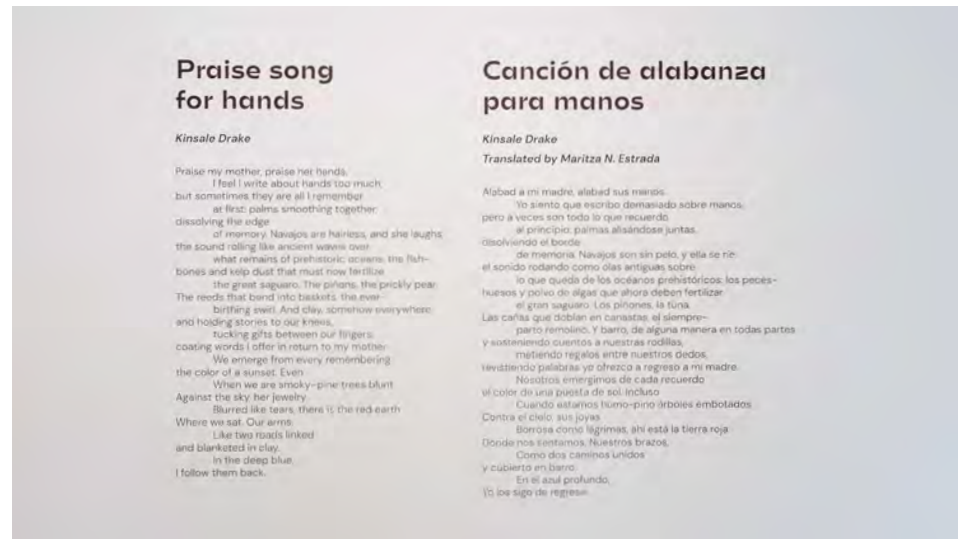 Praise song
for hands
Kinsale Drake
Praise my mother, praise her hands.
I feel I write about hands too much,
but sometimes they are all I remember
at first: palms smoothing together,
dissolving the edge
of memory. Navajos are hairless, and she laughs
the sound rolling like ancient waves over
what remains of prehistoric oceans, the fish-
bones and kelp dust that must now fertilize
the great saguaro. The piñons, the prickly pear.
The reeds that bend into baskets, the ever-
birthing swirl. And clay, somehow everywhere
and holding stories to our knees,
tucking gifts between our fingers,
coating words I offer in return to my mother.
We emerge from every remembering
the color of a sunset. Even
When we are smoky-pine trees blunt
Against the sky, her jewelry
Blurred like tears, there is the red earth
Where we sat. Our arms
Like two roads linked
and blanketed in clay.
In the deep blue,
I follow them back.
Canción de alabanza
para manos
Kinsale Drake
Translated by Maritza N. Estrada
Alabad a mi madre, alabad sus manos.
Yo siento que escribo demasiado sobre manos,
pero a veces son todo lo que recuerdo
al principio: palmas alisándose juntas,
disolviendo el borde
de memoria. Navajos son sin pelo, y ella se ríe
el sonido rodando como olas antiguas sobre
lo que queda de los océanos prehistóricos, los peces-
huesos y polvo de algas que ahora deben fertilizar
el gran saguaro. Los piñones, la tuna.
Las cañas que doblan en canastas, el siempre-
parto remolino. Y barro, de alguna manera en todas partes
y sosteniendo cuentos a nuestras rodillas,
metiendo regalos entre nuestros dedos,
revistiendo palabras yo ofrezco a regreso a mi madre.
Nosotros emergimos de cada recuerdo
el color de una puesta de sol. Incluso
Cuando estamos humo-pino árboles embotados
Contra el cielo, sus joyas
Borrosa como lágrimas, ahí está la tierra roja
Donde nos sentamos. Nuestros brazos,
Como dos caminos unidos
y cubierto en barro.
En el azul profundo,
Yo los sigo de regreso.